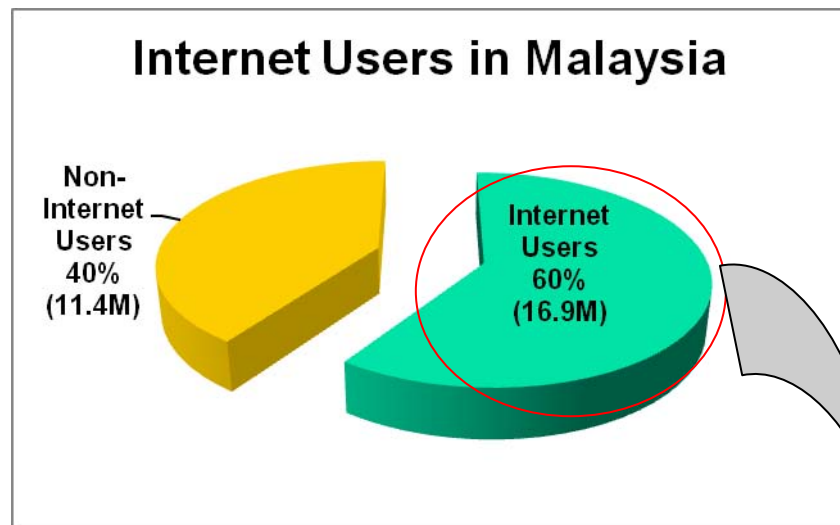 Internet Users in Malaysia
Non-
Internet
Users
40%
(11.4M)
Internet
Users
60%
(16.9M)